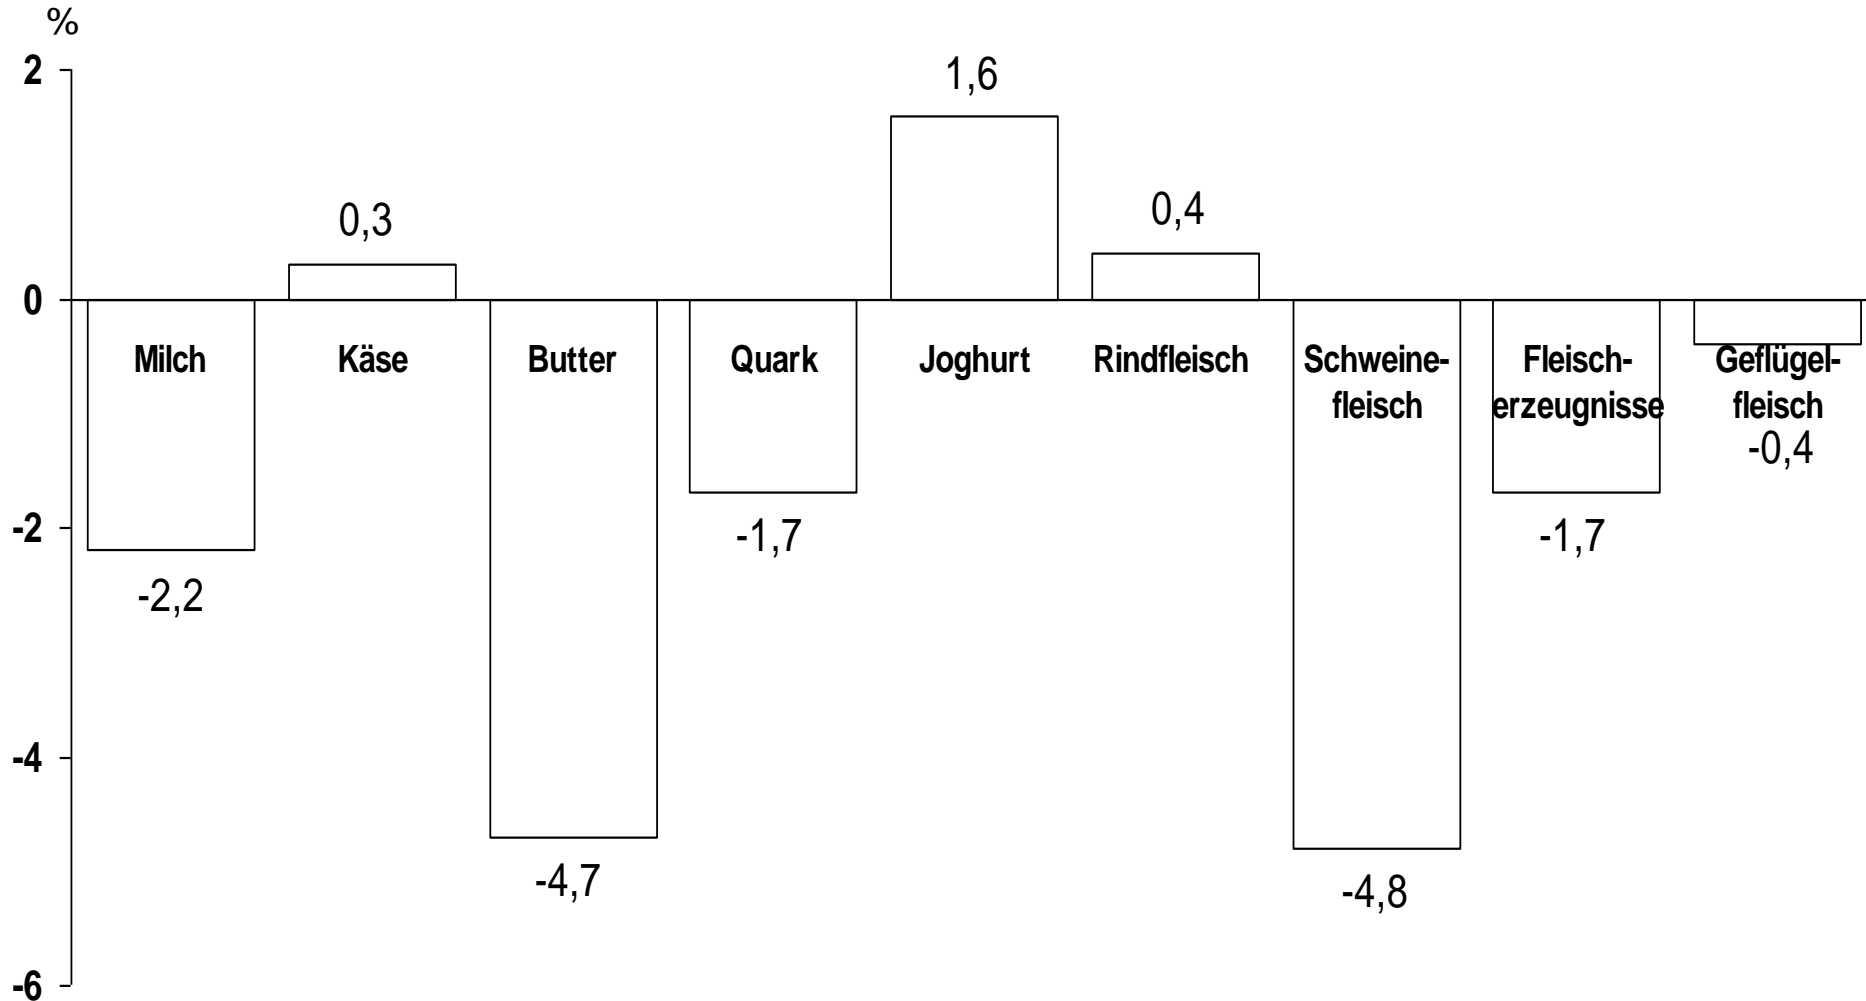 %
2
1,6
0,3
0,4
0
Milch
Käse
Butter
Quark
Joghurt
Rindfleisch
Schweine-
fleisch
Fleisch-
erzeugnisse
Geflügel-
fleisch
-0,4
-2
-1,7
-1,7
-2,2
-4
-4,7
-4,8
-6